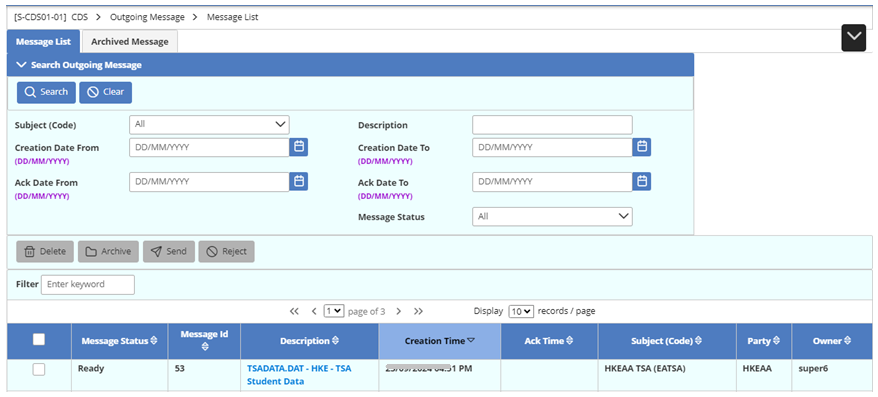 [S-CDS01-01] CDS > Outgoing Message > Message List
Message List Archived Message
Search Outgoing Message
Search Clear
Subject (Code) All Description
Creation Date From DD/MM/YYYY Creation Date To DD/MM/YYYY
(DD/MM/YYYY) (DD/MM/YYYY)
Ack Date From DD/MM/YYYY Ack Date To DD/MM/YYYY
(DD/MM/YYYY) (DD/MM/YYYY)
Message Status All
Delete Archive Send Reject
Filter Enter keyword
1 page of 3 Display 10 records / page
Message Status Message Id Description Creation Time Ack Time Subject (Code) Party Owner
Ready 53 TSADATA.DAT - HKE - TSA PM HKEAA TSA (EATSA) HKEAA super6
Student Data